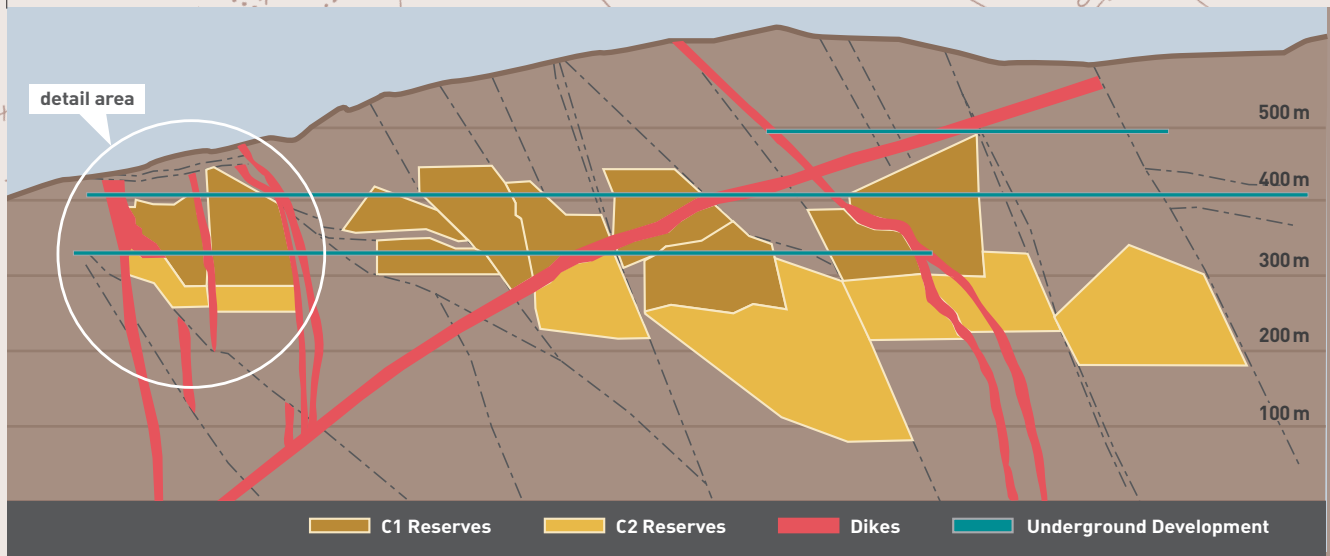 detail area
500 m
400 m
300 m
200 m
100 m
C1 Reserves
C2 Reserves
Dikes
Underground Development